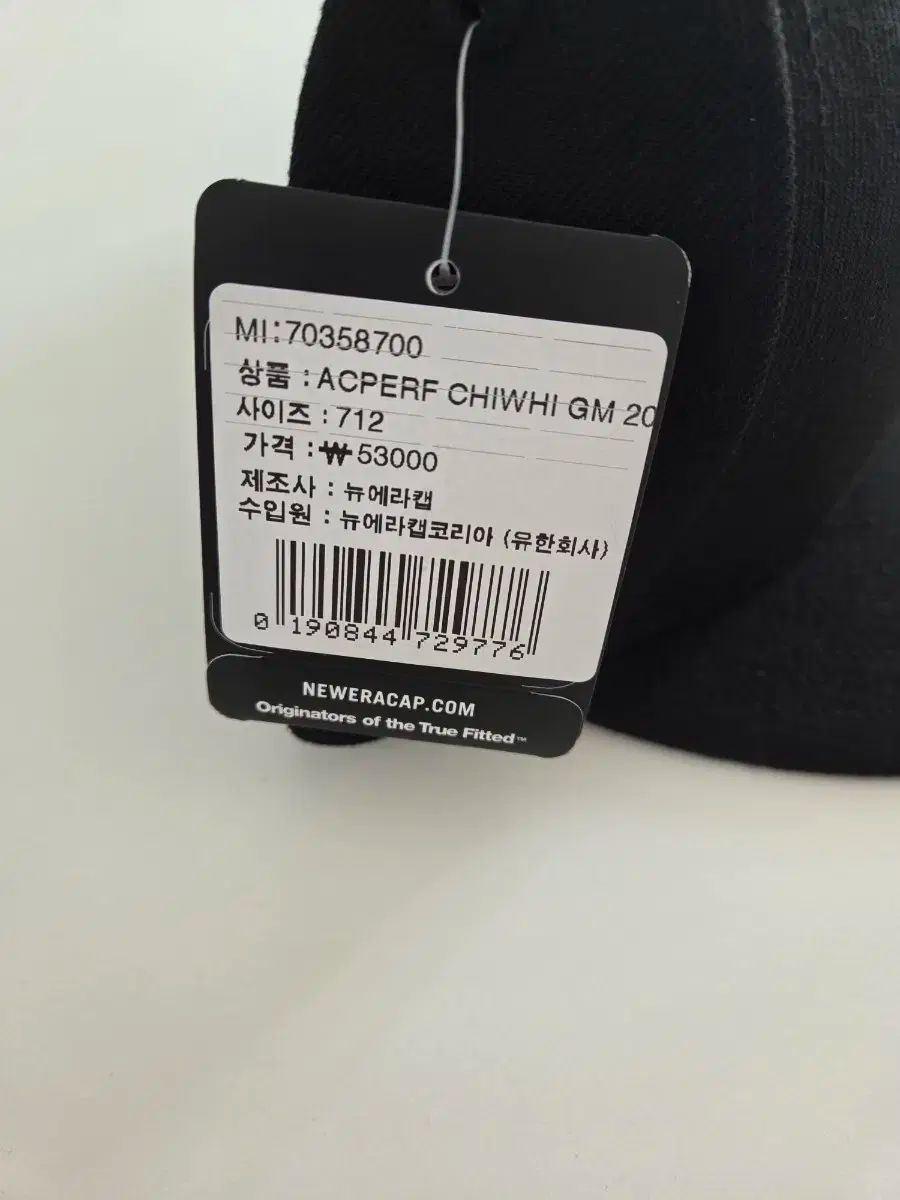 MI:70358700
상품 : ACPERF CHIWHI GM 20
사이즈 : 712
가격 : ₩ 53000
제조사 : 뉴에라캡
수입원 : 뉴에라캡코리아 (유한회사)
0 190844 729776
NEWERACAP.COM
Originators of the True Fitted™